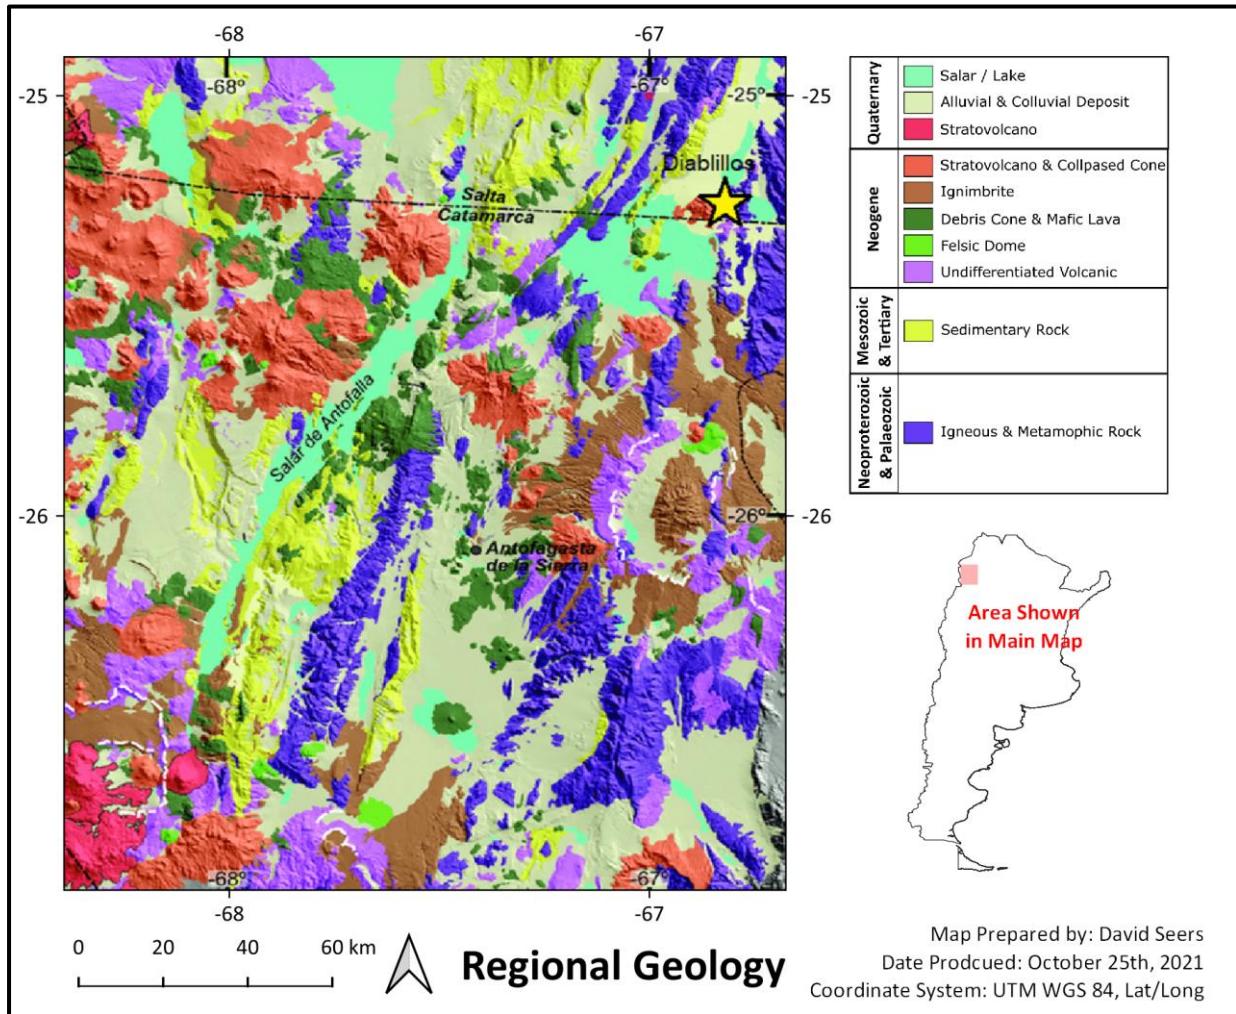 -68
-67
-68°
-67°
-25
-25°
-25
Diablillos
Salta
Catamarca
Salar de Antofalla
-26
-26°
-26
Antofagasta
de la Sierra
-68°
-67°
-68
-67
Quaternary
Salar / Lake
Alluvial & Colluvial Deposit
Stratovolcano
Neogene
Stratovolcano & Collpased Cone
Ignimbrite
Debris Cone & Mafic Lava
Felsic Dome
Undifferentiated Volcanic
Mesozoic
& Tertiary
Sedimentary Rock
Neoproterozoic
& Palaeozoic
Igneous & Metamophic Rock
Area Shown
in Main Map
0 20 40 60 km
Regional Geology
Map Prepared by: David Seers
Date Prodcued: October 25th, 2021
Coordinate System: UTM WGS 84, Lat/Long